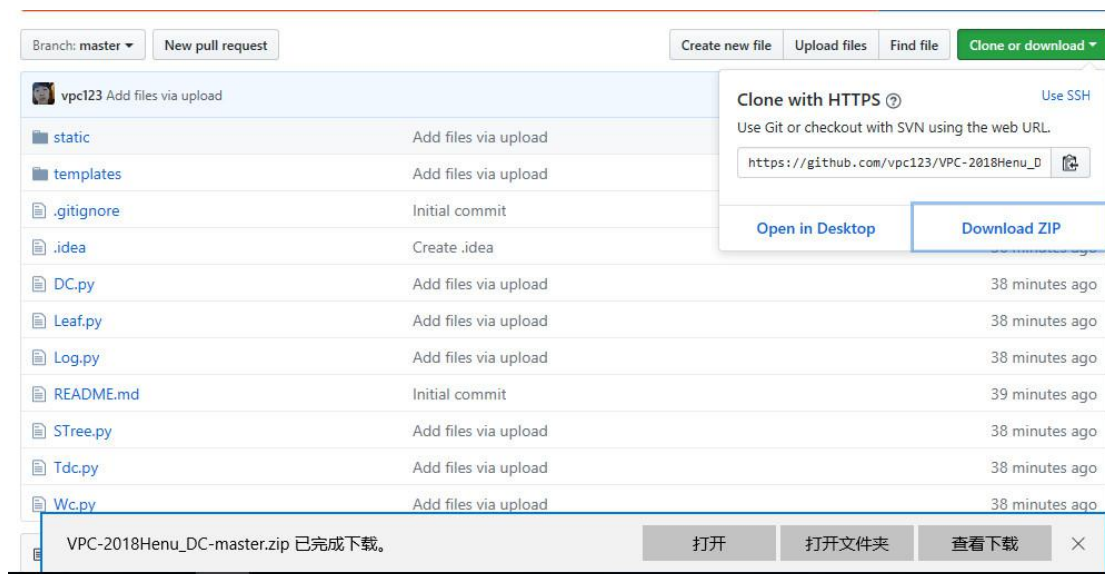 Branch: master New pull request Create new file Upload files Find file Clone or download
vpc123 Add files via upload
Clone with HTTPS Use SSH
Use Git or checkout with SVN using the web URL.
https://github.com/vpc123/VPC-2018Henu_D
Open in Desktop Download ZIP
static Add files via upload
templates Add files via upload
.gitignore Initial commit
.idea Create .idea
DC.py Add files via upload 38 minutes ago
Leaf.py Add files via upload 38 minutes ago
Log.py Add files via upload 38 minutes ago
README.md Initial commit 39 minutes ago
STree.py Add files via upload 38 minutes ago
Tdc.py Add files via upload 38 minutes ago
Wc.py Add files via upload 38 minutes ago
VPC-2018Henu_DC-master.zip 已完成下载。 打开 打开文件夹 查看下载